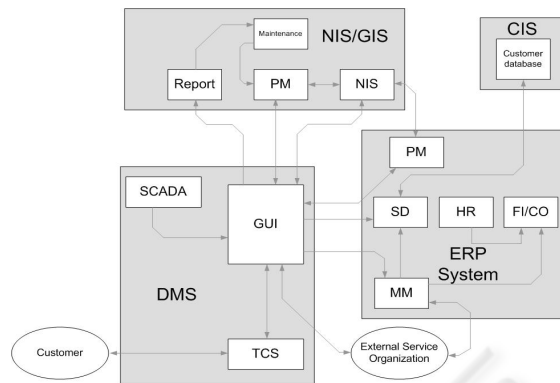 Maintenance
NIS/GIS
Report
PM
NIS
CIS
Customer
database
PM
SCADA
GUI
SD
HR
FI/CO
ERP
System
DMS
MM
Customer
TCS
External Service
Organization